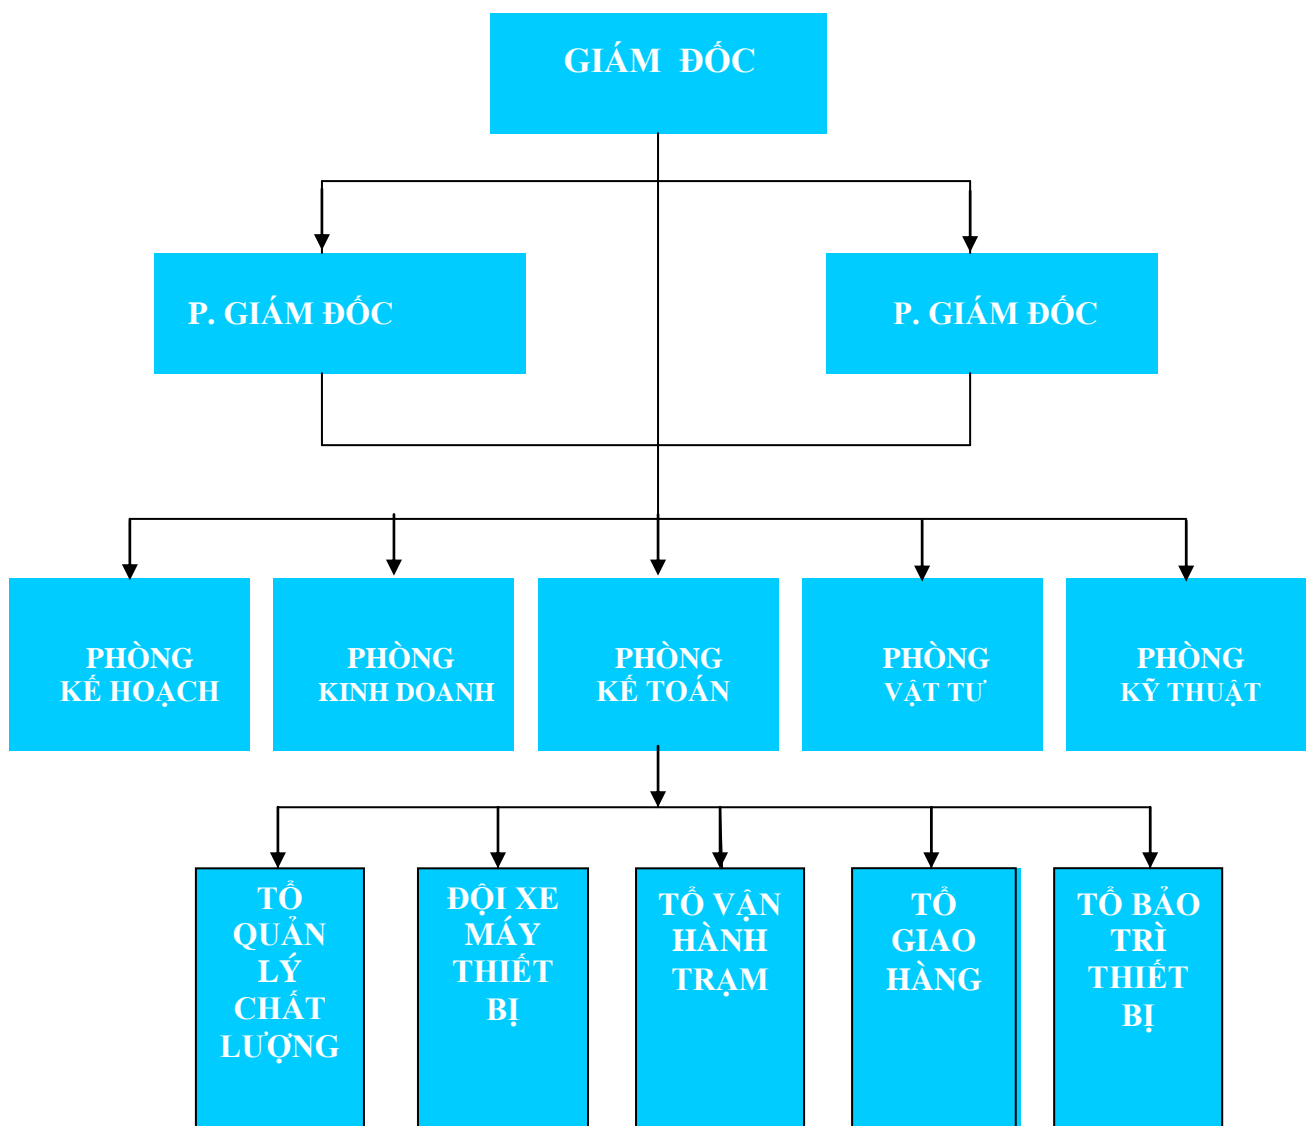 GIÁM ĐỐC
P. GIÁM ĐỐC
P. GIÁM ĐỐC
PHÒNG
KẾ HOẠCH
PHÒNG
KINH DOANH
PHÒNG
KẾ TOÁN
PHÒNG
VẬT TƯ
PHÒNG
KỸ THUẬT
TỔ
QUẢN
LÝ
CHẤT
LƯỢNG
ĐỘI XE
MÁY
THIẾT
BỊ
TỔ VẬN
HÀNH
TRẠM
TỔ
GIAO
HÀNG
TỔ BẢO
TRÌ
THIẾT
BỊ